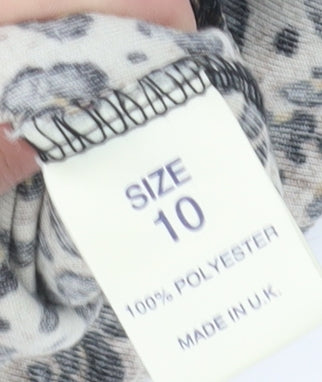 SIZE
10
100% POLYESTER
MADE IN U.K.